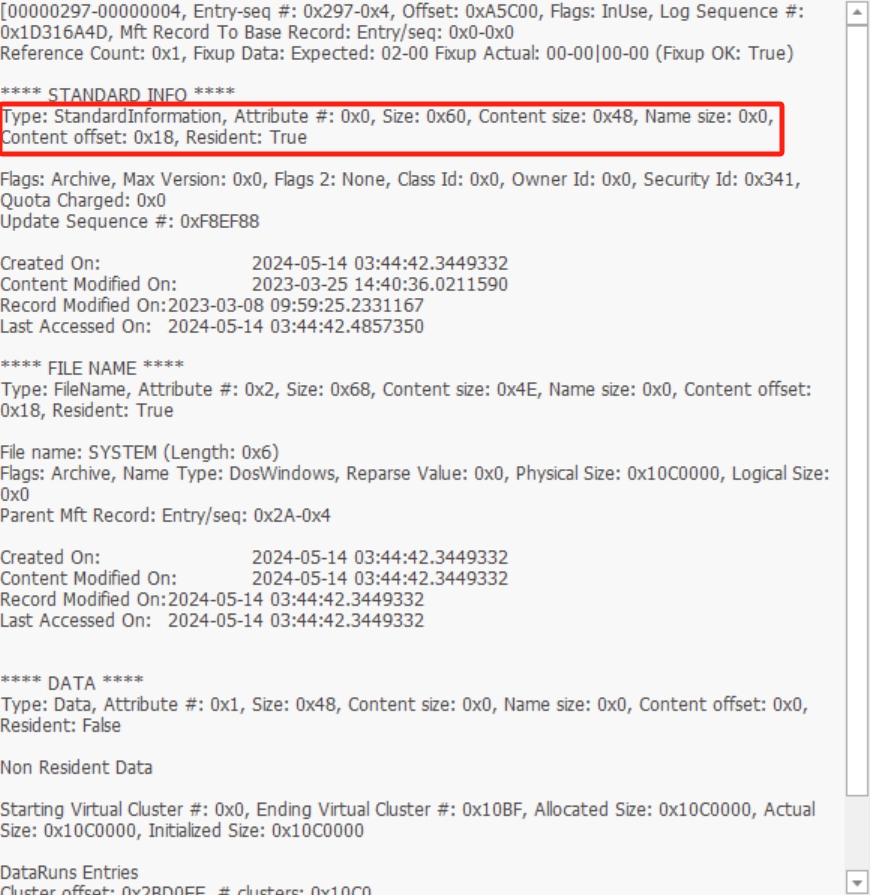 [00000297-00000004, Entry-seq #: 0x297-0x4, Offset: 0xA5C00, Flags: InUse, Log Sequence #:
0x1D316A4D, Mft Record To Base Record: Entry/seq: 0x0-0x0
Reference Count: 0x1, Fixup Data: Expected: 02-00 Fixup Actual: 00-00|00-00 (Fixup OK: True)
**** STANDARD INFO ****
Type: StandardInformation, Attribute #: 0x0, Size: 0x60, Content size: 0x48, Name size: 0x0,
Content offset: 0x18, Resident: True
Flags: Archive, Max Version: 0x0, Flags 2: None, Class Id: 0x0, Owner Id: 0x0, Security Id: 0x341,
Quota Charged: 0x0
Update Sequence #: 0xF8EF88
Created On: 2024-05-14 03:44:42.3449332
Content Modified On: 2023-03-25 14:40:36.0211590
Record Modified On:2023-03-08 09:59:25.2331167
Last Accessed On: 2024-05-14 03:44:42.4857350
**** FILE NAME ****
Type: FileName, Attribute #: 0x2, Size: 0x68, Content size: 0x4E, Name size: 0x0, Content offset:
0x18, Resident: True
File name: SYSTEM (Length: 0x6)
Flags: Archive, Name Type: DosWindows, Reparse Value: 0x0, Physical Size: 0x10C0000, Logical Size:
0x0
Parent Mft Record: Entry/seq: 0x2A-0x4
Created On: 2024-05-14 03:44:42.3449332
Content Modified On: 2024-05-14 03:44:42.3449332
Record Modified On:2024-05-14 03:44:42.3449332
Last Accessed On: 2024-05-14 03:44:42.3449332
**** DATA ****
Type: Data, Attribute #: 0x1, Size: 0x48, Content size: 0x0, Name size: 0x0, Content offset: 0x0,
Resident: False
Non Resident Data
Starting Virtual Cluster #: 0x0, Ending Virtual Cluster #: 0x10BF, Allocated Size: 0x10C0000, Actual
Size: 0x10C0000, Initialized Size: 0x10C0000
DataRuns Entries
Cluster offset: 0x2BD0EE, # clusters: 0x10C0